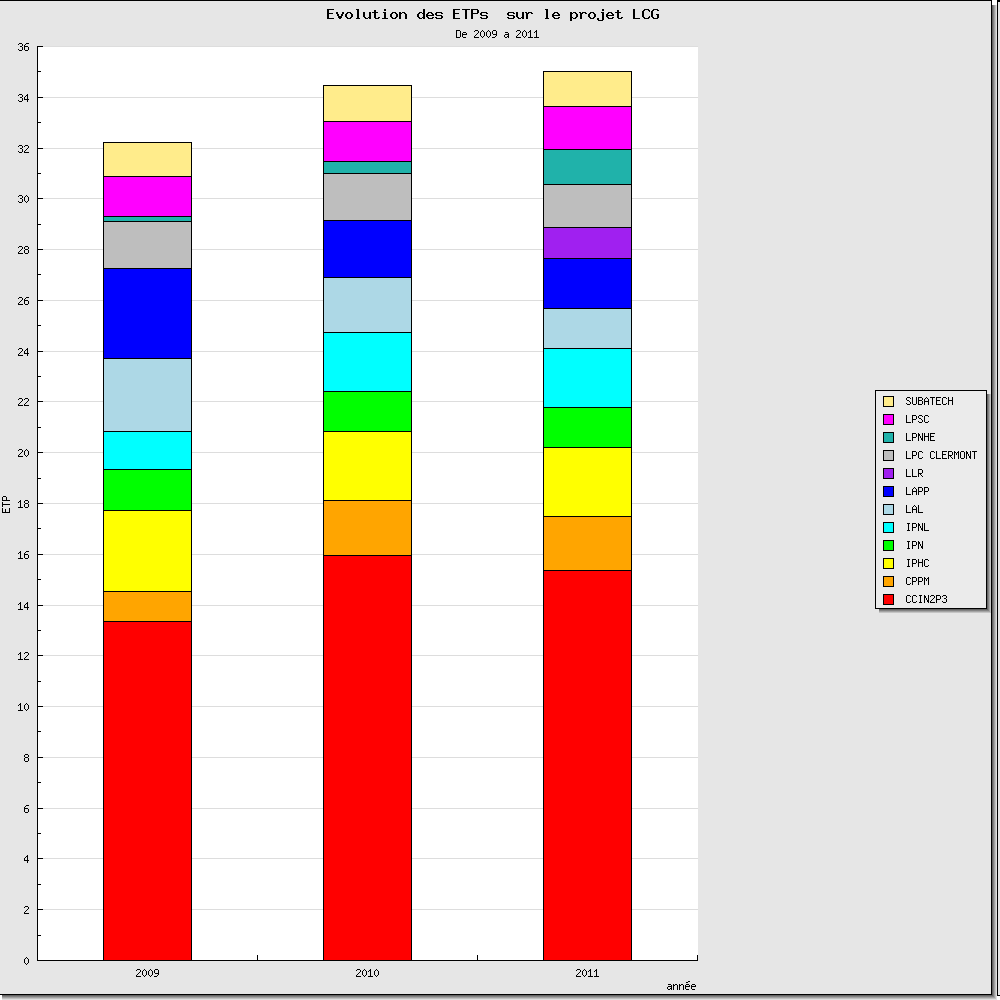 Evolution des ETPs  sur le projet LCG
De 2009 a 2011
36
34
32
30
28
26
24
22
20
18
16
14
12
10
8
6
4
2
0
ETP
2009 2010 2011
année
SUBATECH
LPSC
LPNHE
LPC CLERMONT
LLR
LAPP
LAL
IPNL
IPN
IPHC
CPPM
CCIN2P3